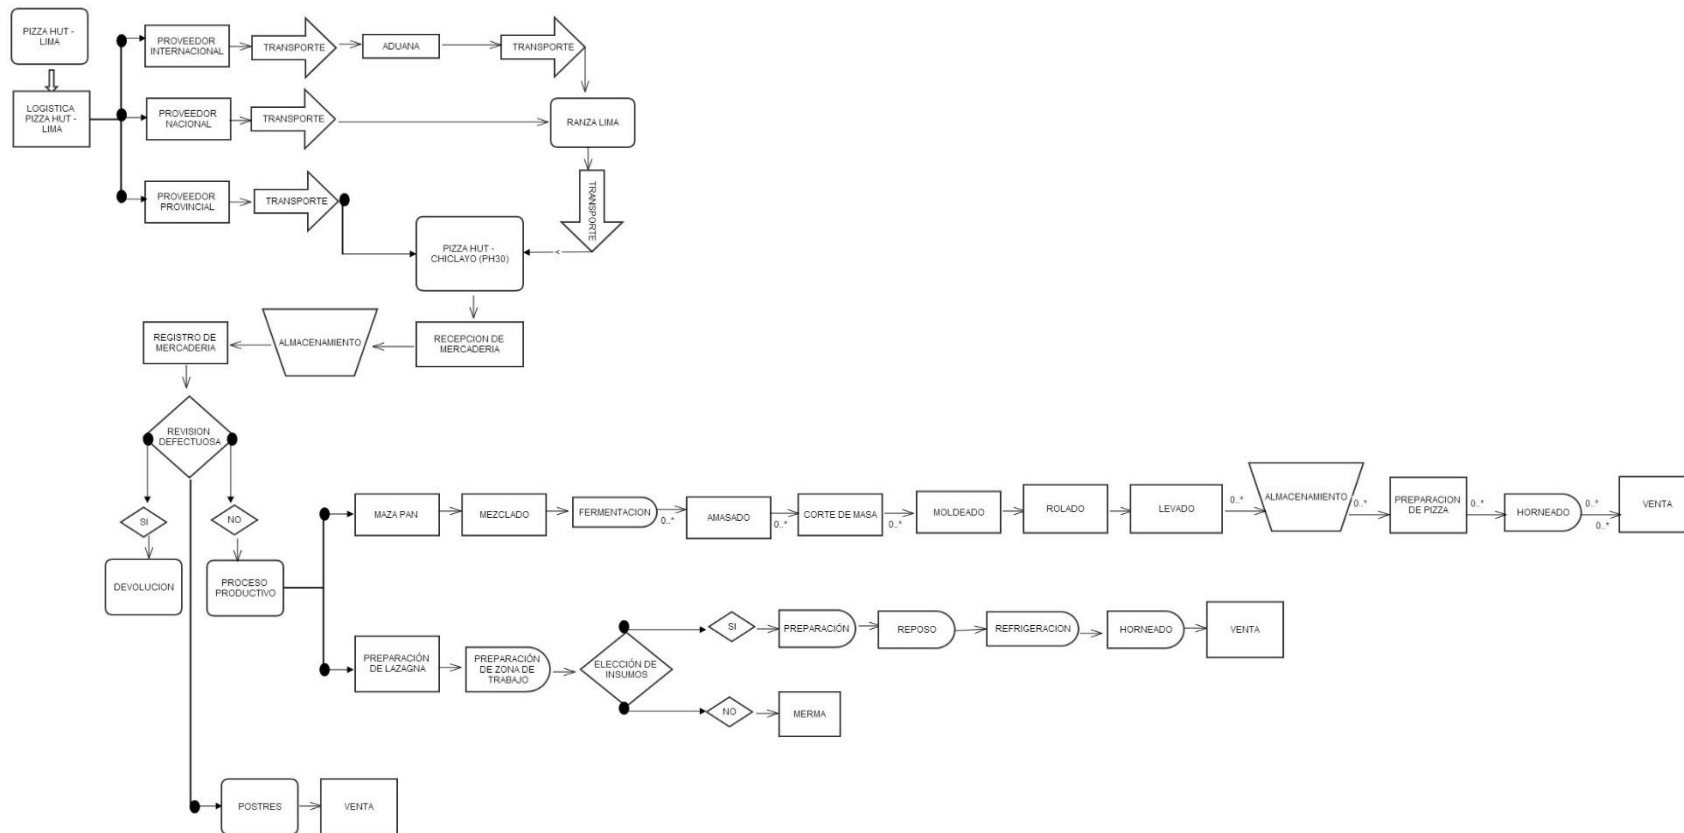 PIZZA HUT -
LIMA
LOGISTICA
PIZZA HUT -
LIMA
PROVEEDOR
INTERNACIONAL
TRANSPORTE
ADUANA
TRANSPORTE
PROVEEDOR
NACIONAL
TRANSPORTE
RANZA LIMA
PROVEEDOR
PROVINCIAL
TRANSPORTE
TRANSPORTE
PIZZA HUT -
CHICLAYO (PH30)
REGISTRO DE
MERCADERIA
ALMACENAMIENTO
RECEPCION DE
MERCADERIA
REVISION
DEFECTUOSA
SI
NO
DEVOLUCION
PROCESO
PRODUCTIVO
MAZA PAN
MEZCLADO
FERMENTACION
0..*
AMASADO
0..*
CORTE DE MASA
0..*
MOLDEADO
ROLADO
LEVADO
0..*
ALMACENAMIENTO
0..*
PREPARACION
DE PIZZA
0..*
HORNEADO
0..*
0..*
VENTA
PREPARACIÓN
DE LAZAGNA
PREPARACIÓN
DE ZONA DE
TRABAJO
ELECCIÓN DE
INSUMOS
SI
PREPARACIÓN
REPOSO
REFRIGERACION
HORNEADO
VENTA
NO
MERMA
POSTRES
VENTA